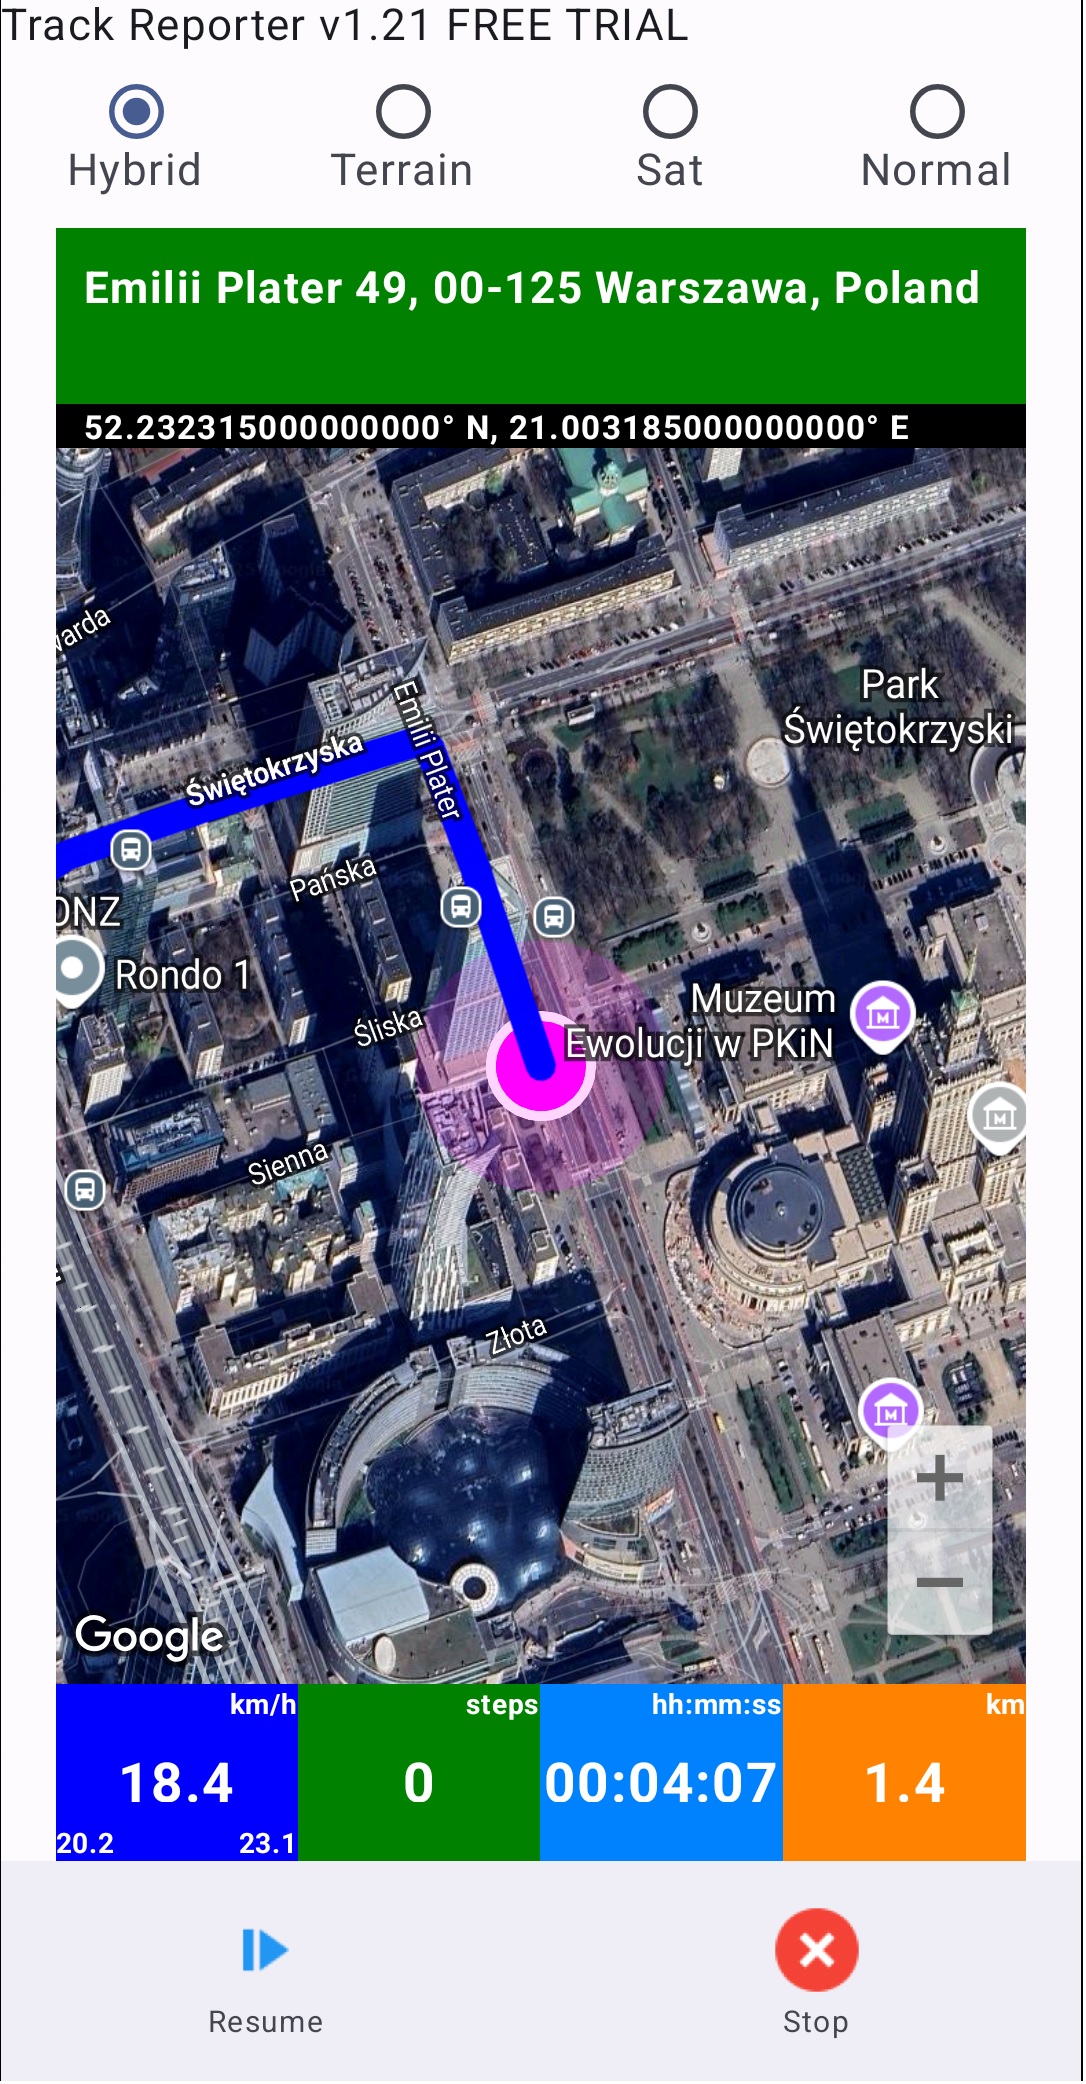 Track Reporter v1.21 FREE TRIAL
Hybrid
Terrain
Sat
Normal
Emilii Plater 49, 00-125 Warszawa, Poland
52.232315000000000° N, 21.003185000000000° E
warda
Park
Świętokrzyski
Emilii Plater
Świętokrzyska
Pańska
ONZ
Rondo 1
Muzeum
Ewolucji w PKiN
Śliska
Sienna
Złota
Google
km/h
steps
hh:mm:ss
km
18.4
0
00:04:07
1.4
20.2
23.1
Resume
Stop